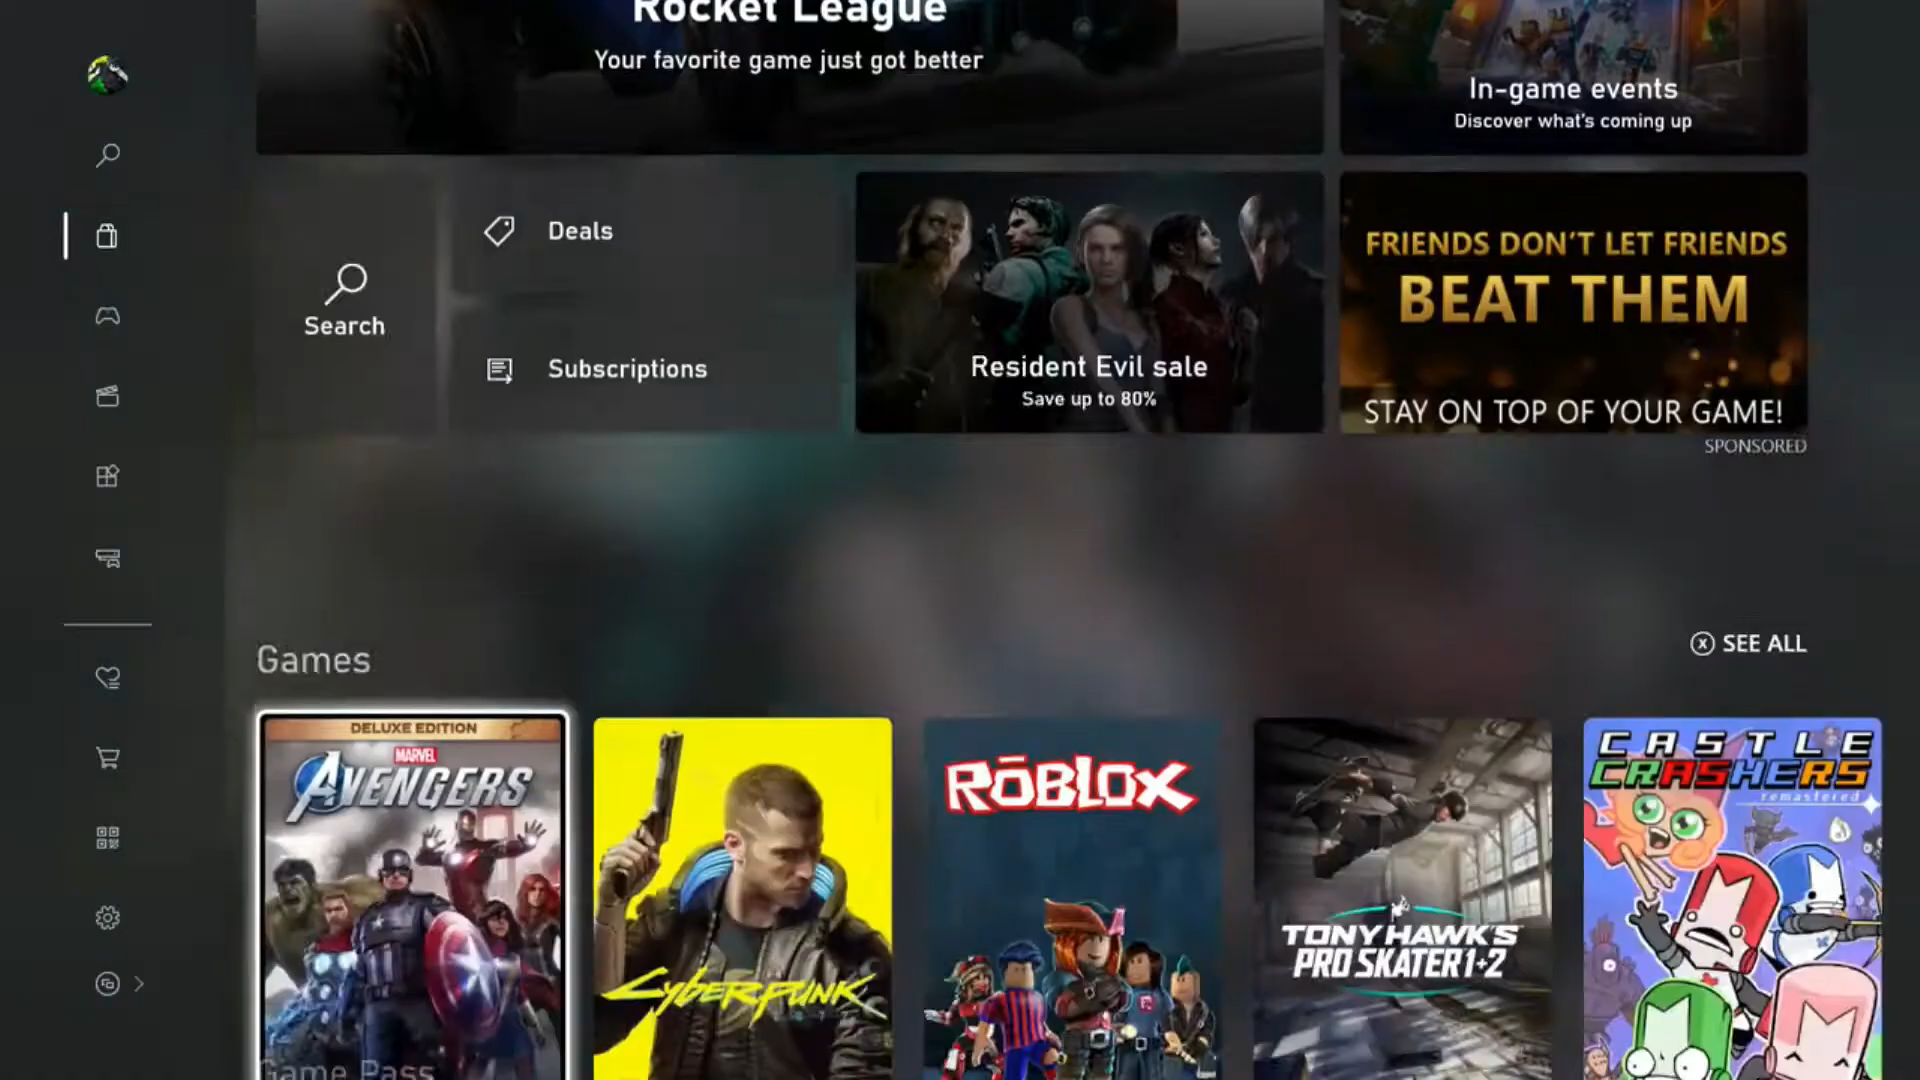 Rocket League
Your favorite game just got better
In-game events
Discover what's coming up
Search
Deals
Subscriptions
Resident Evil sale
Save up to 80%
FRIENDS DON'T LET FRIENDS
BEAT THEM
STAY ON TOP OF YOUR GAME!
SPONSORED
Games
X SEE ALL
DELUXE EDITION
MARVEL
AVENGERS
CYBERPUNK
RŌBLOX
TONY HAWK'S
PRO SKATER 1+2
CASTLE
CRASHERS
remastered
Game Pass